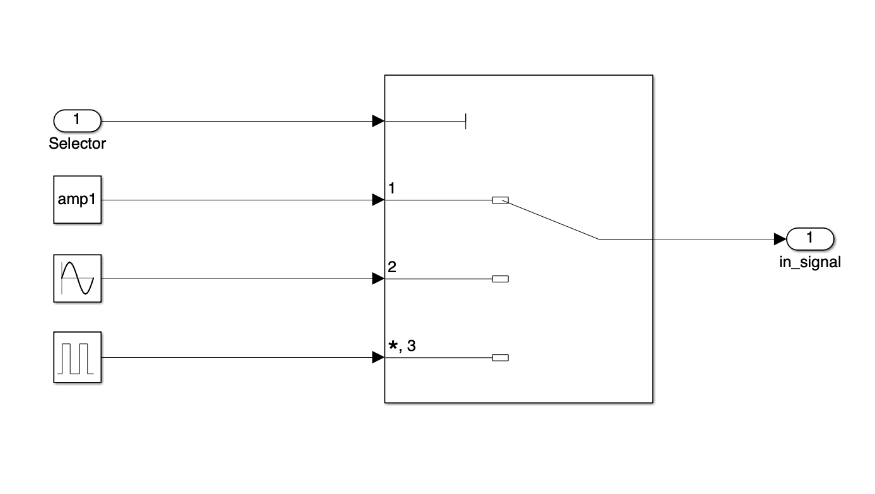 1
Selector
amp1
1
2
*, 3
1
in_signal